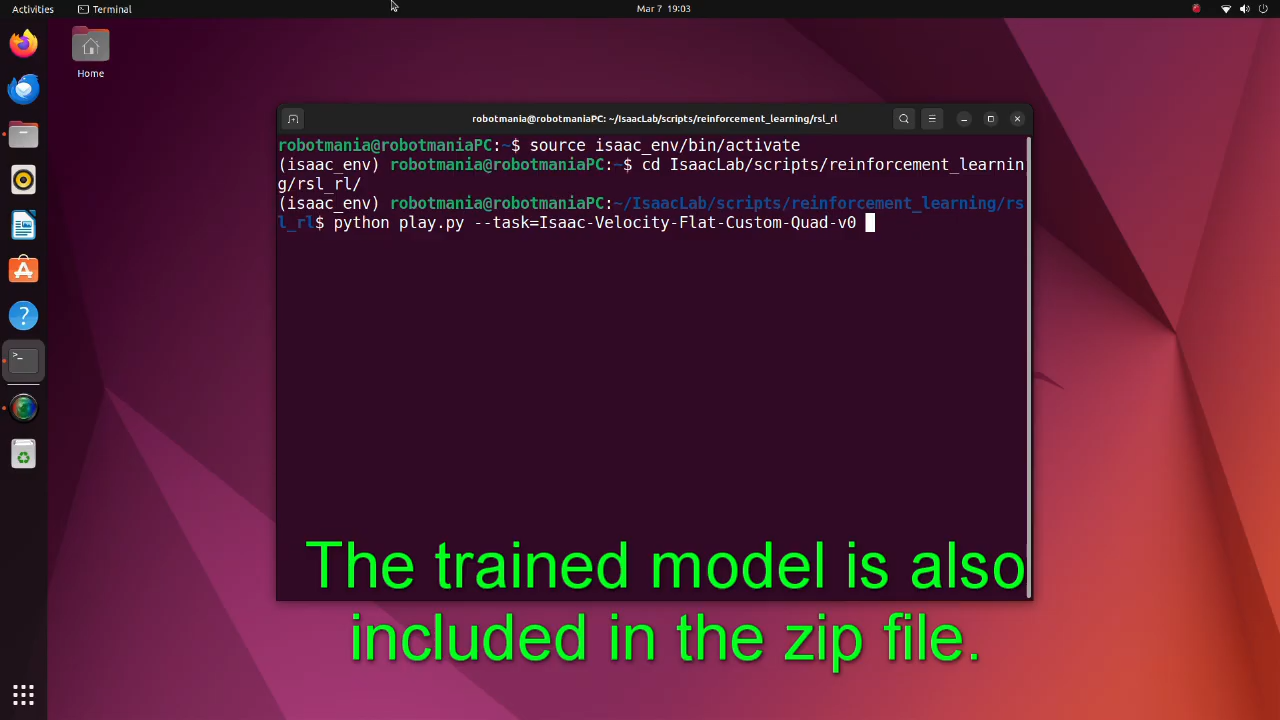 Activities
Terminal
Mar 7 19:03
Home
robotmania@robotmaniaPC: ~/IsaacLab/scripts/reinforcement_learning/rsl_rl
robotmania@robotmaniaPC:~$ source isaac_env/bin/activate
(isaac_env) robotmania@robotmaniaPC:~$ cd IsaacLab/scripts/reinforcement_learnin
g/rsl_rl/
(isaac_env) robotmania@robotmaniaPC:~/IsaacLab/scripts/reinforcement_learning/rs
l_rl$ python play.py --task=Isaac-Velocity-Flat-Custom-Quad-v0
The trained model is also
included in the zip file.